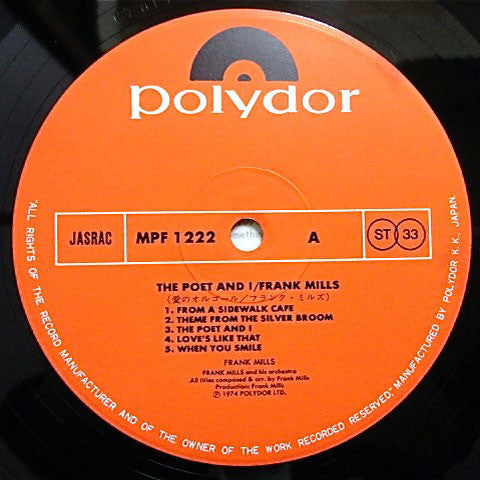 polydor
JASRAC
MPF 1222
A
ST 33
THE POET AND I/FRANK MILLS
(愛のオルゴール/フランク・ミルズ)
1. FROM A SIDEWALK CAFE
2. THEME FROM THE SILVER BROOM
3. THE POET AND I
4. LOVE'S LIKE THAT
5. WHEN YOU SMILE
FRANK MILLS
FRANK MILLS and his orchestra
All titles composed & arr. by Frank Mills
Production: Frank Mills
Ⓟ1974 POLYDOR LTD.
"ALL RIGHTS OF THE RECORD MANUFACTURER AND OF THE OWNER OF THE WORK RECORDED RESERVED," MANUFACTURED BY POLYDOR K.K., JAPAN